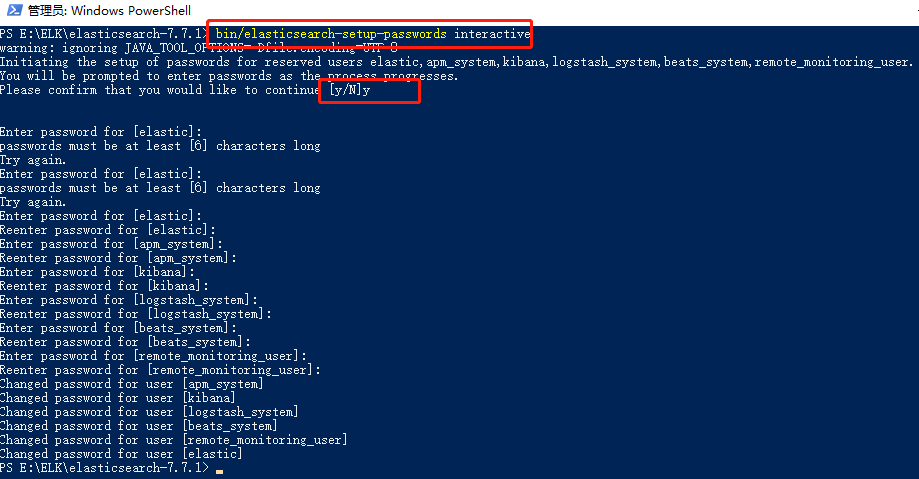 管理员: Windows PowerShell
PS E:\ELK\elasticsearch-7.7.1> bin/elasticsearch-setup-passwords interactive
warning: ignoring JAVA_TOOL_OPTIONS=-Dfile.encoding=UTF-8
Initiating the setup of passwords for reserved users elastic,apm_system,kibana,logstash_system,beats_system,remote_monitoring_user.
You will be prompted to enter passwords as the process progresses.
Please confirm that you would like to continue [y/N]y
Enter password for [elastic]:
passwords must be at least [6] characters long
Try again.
Enter password for [elastic]:
passwords must be at least [6] characters long
Try again.
Enter password for [elastic]:
Reenter password for [elastic]:
Enter password for [apm_system]:
Reenter password for [apm_system]:
Enter password for [kibana]:
Reenter password for [kibana]:
Enter password for [logstash_system]:
Reenter password for [logstash_system]:
Enter password for [beats_system]:
Reenter password for [beats_system]:
Enter password for [remote_monitoring_user]:
Reenter password for [remote_monitoring_user]:
Changed password for user [apm_system]
Changed password for user [kibana]
Changed password for user [logstash_system]
Changed password for user [beats_system]
Changed password for user [remote_monitoring_user]
Changed password for user [elastic]
PS E:\ELK\elasticsearch-7.7.1>